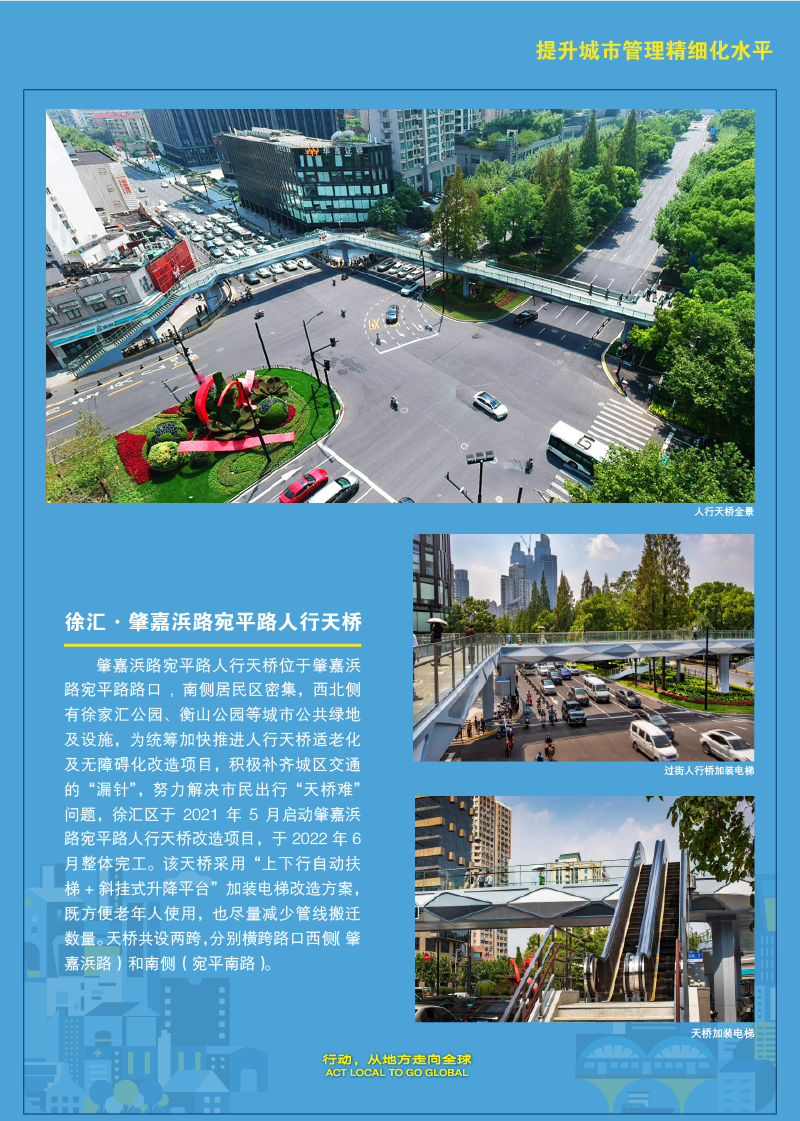 提升城市管理精细化水平
人行天桥全景
徐汇·肇嘉浜路宛平路人行天桥
肇嘉浜路宛平路人行天桥位于肇嘉浜
路宛平路路口，南侧居民区密集，西北侧
有徐家汇公园、衡山公园等城市公共绿地
及设施，为统筹加快推进人行天桥适老化
及无障碍化改造项目，积极补齐城区交通
的“漏针”，努力解决市民出行“天桥难”
问题，徐汇区于 2021 年 5 月启动肇嘉浜
路宛平路人行天桥改造项目，于 2022 年 6
月整体完工。该天桥采用“上下行自动扶
梯 + 斜挂式升降平台”加装电梯改造方案，
既方便老年人使用，也尽量减少管线搬迁
数量。天桥共设两跨，分别横跨路口西侧（肇
嘉浜路）和南侧（宛平南路）。
过街人行桥加装电梯
天桥加装电梯
行动，从地方走向全球
ACT LOCAL TO GO GLOBAL